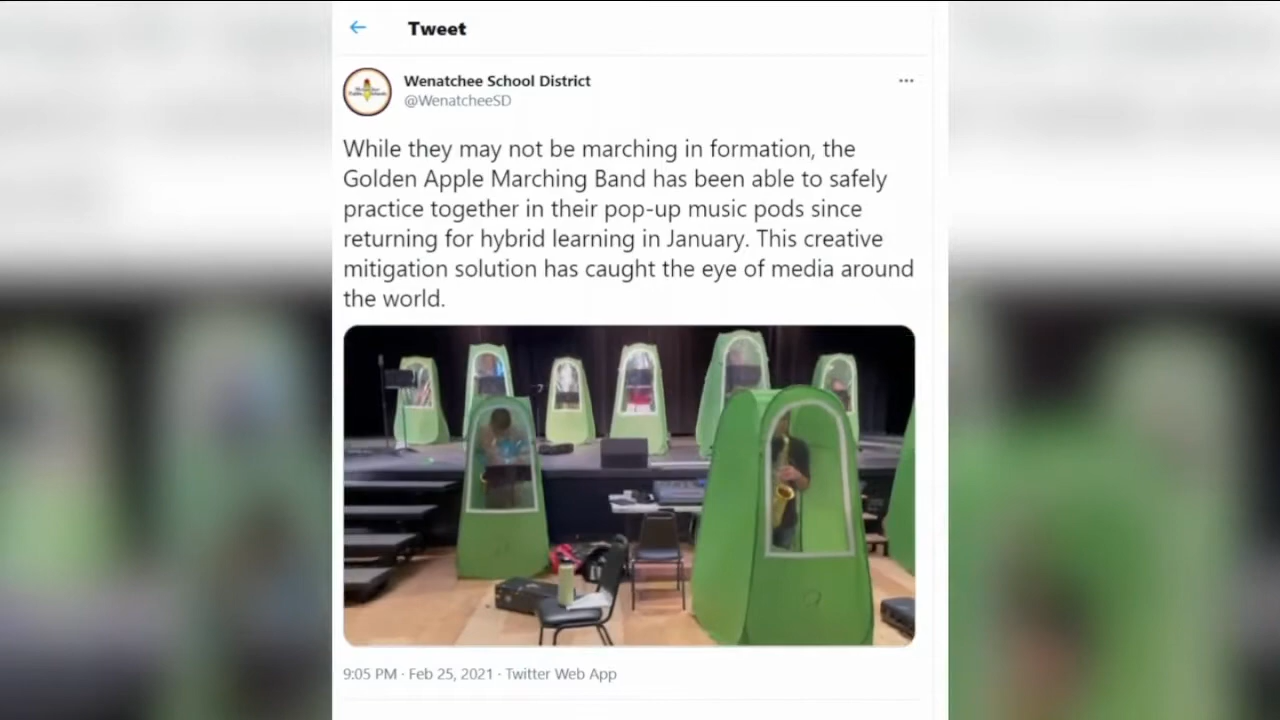 Tweet
Wenatchee School District
@WenatcheeSD
While they may not be marching in formation, the
Golden Apple Marching Band has been able to safely
practice together in their pop-up music pods since
returning for hybrid learning in January. This creative
mitigation solution has caught the eye of media around
the world.
9:05 PM · Feb 25, 2021 · Twitter Web App